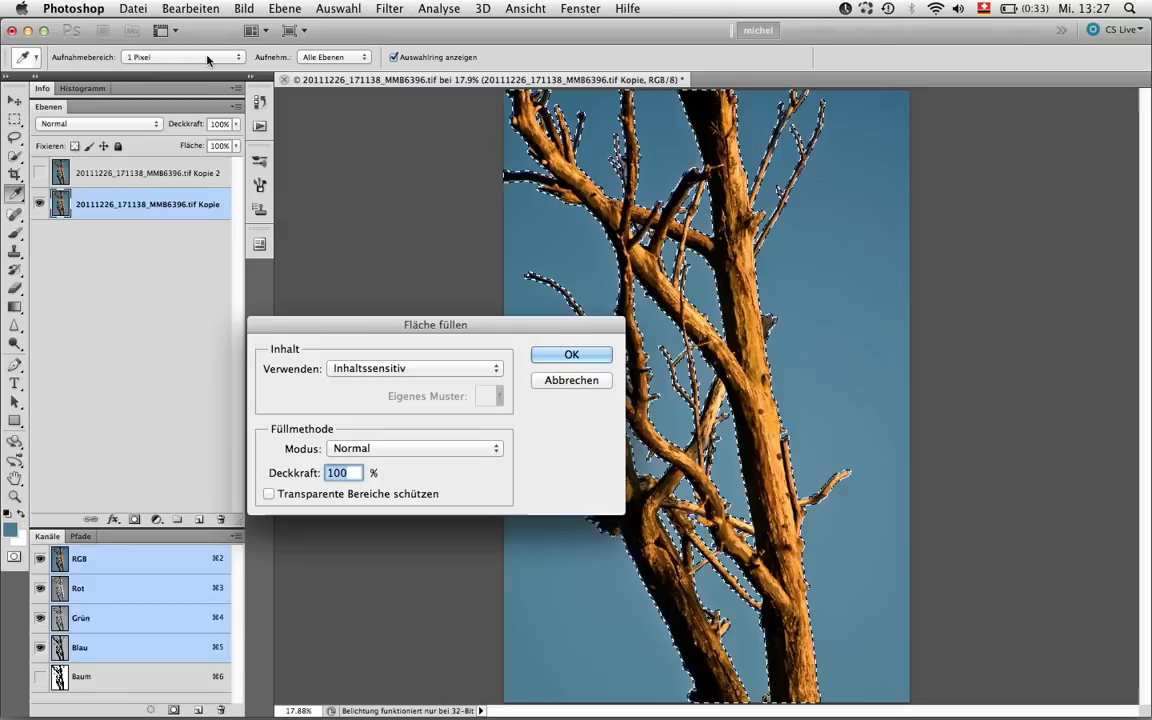 Photoshop Datei Bearbeiten Bild Ebene Auswahl Filter Analyse 3D Ansicht Fenster Hilfe (0:33) Mi. 13:27
Ps Br Mb michel CS Live
Aufnahmebereich: 1 Pixel Aufnehm.: Alle Ebenen Auswahlring anzeigen
© 20111226_171138_MMB6396.tif bei 17.9% (20111226_171138_MMB6396.tif Kopie, RGB/8) *
Info Histogramm
Ebenen
Normal Deckkraft: 100%
Fixieren: Fläche: 100%
20111226_171138_MMB6396.tif Kopie 2
20111226_171138_MMB6396.tif Kopie
Fläche füllen
Inhalt
Verwenden: Inhaltssensitiv
Eigenes Muster:
OK
Abbrechen
Füllmethode
Modus: Normal
Deckkraft: 100 %
Transparente Bereiche schützen
fx
Kanäle Pfade
RGB ⌘2
Rot ⌘3
Grün ⌘4
Blau ⌘5
Baum ⌘6
17.88% Belichtung funktioniert nur bei 32-Bit